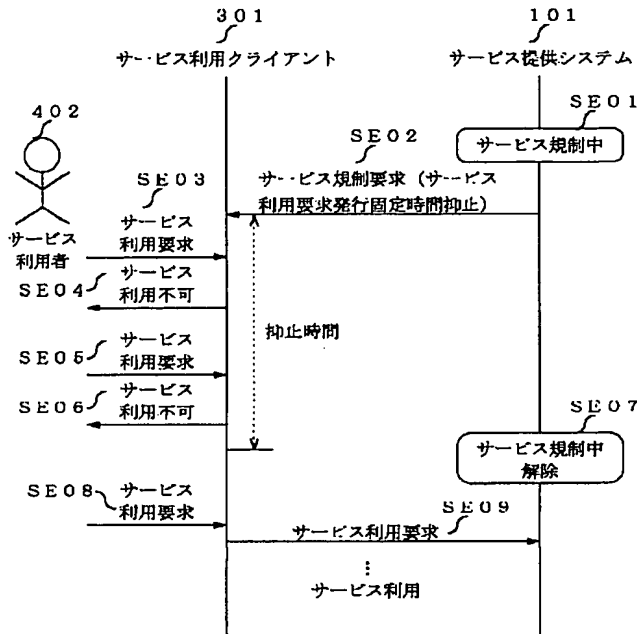 301
101
サービス利用クライアント
サービス提供システム
SE01
サービス規制中
402
SE02
サービス規制要求（サービス
利用要求発行固定時間抑止）
SE03
サービス
利用要求
サービス
利用者
SE04
サービス
利用不可
抑止時間
SE05
サービス
利用要求
SE06
サービス
利用不可
SE07
サービス規制中
解除
SE08
サービス
利用要求
SE09
サービス利用要求
⋮
サービス利用